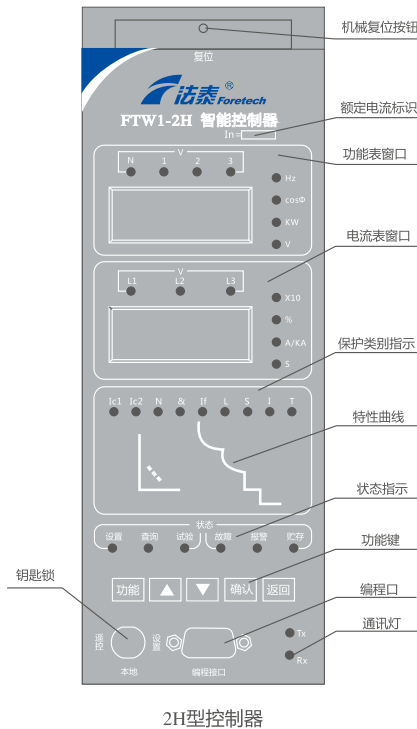 机械复位按钮
复位
法泰® Foretech
额定电流标识
FTW1-2H 智能控制器
In=
功能表窗口
V
N 1 2 3
Hz
cosΦ
KW
V
电流表窗口
V
L1 L2 L3
X10
%
A/KA
S
保护类别指示
Ic1 Ic2 N & If L S I T
特性曲线
状态指示
状态
设置 查询 试验 故障 报警 贮存
功能键
功能 ▲ ▼ 确认 返回
钥匙锁
编程口
通讯灯
遥控
设置
Tx
Rx
本地
编程接口
2H型控制器